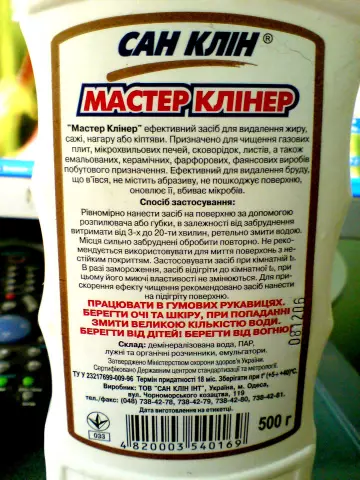 САН КЛІН ®
МАСТЕР КЛІНЕР
"Мастер Клінер" ефективний засіб для видалення жиру,
сажі, нагару або кіптяви. Призначено для чищення газових
плит, мікрохвильових печей, сковорідок, листів, а також
емальованих, керамічних, фарфорових, фаянсових виробів
побутового призначення. Ефективний для видалення бруду,
що в'ївся, не містить абразиву, не пошкоджує поверхню,
оновлює її, вбиває мікробів.
Спосіб застосування:
Рівномірно нанести засіб на поверхню за допомогою
розпилювача або губки, в залежності від забруднення
витримати від 3-х до 20-ти хвилин, ретельно змити водою.
Місця сильно забруднені обробити повторно. Не реко-
мендується використовувати для миття поверхонь з не-
стійким покриттям. Застосовувати засіб при кімнатній t.
В разі замороження, засіб відігріти до кімнатної t, при
цьому його миючі властивості не змінюються. Для при-
скорення ефекту чищення рекомендовано засіб нанести
на підігріту поверхню.
ПРАЦЮВАТИ В ГУМОВИХ РУКАВИЦЯХ.
БЕРЕГТИ ОЧІ ТА ШКІРУ, ПРИ ПОПАДАННІ
ЗМИТИ ВЕЛИКОЮ КІЛЬКІСТЮ ВОДИ.
БЕРЕГТИ ВІД ДІТЕЙ! БЕРЕГТИ ВІД ВОГНЮ!
Склад: демінералізована вода, ПАР,
лужні та органічні розчинники, емульгатори.
Затверджено Міністерством охорони здоров'я України.
Сертифіковано Державним комітетом стандартизації та метрології.
ТУ У 23217699-009-96 Термін придатності 18 міс. Зберігати при t° (+5÷+40)°С.
Виробник: ТОВ "САН КЛІН ІНТ", Україна, м. Одеса,
вул. Чорноморського козацтва, 119
тел.: (048) 738-42-78, 738-42-79, 738-42-80, 738-42-81.
Дата виготовлення на етикетці.
033
4 820003 540169
500 г
081206